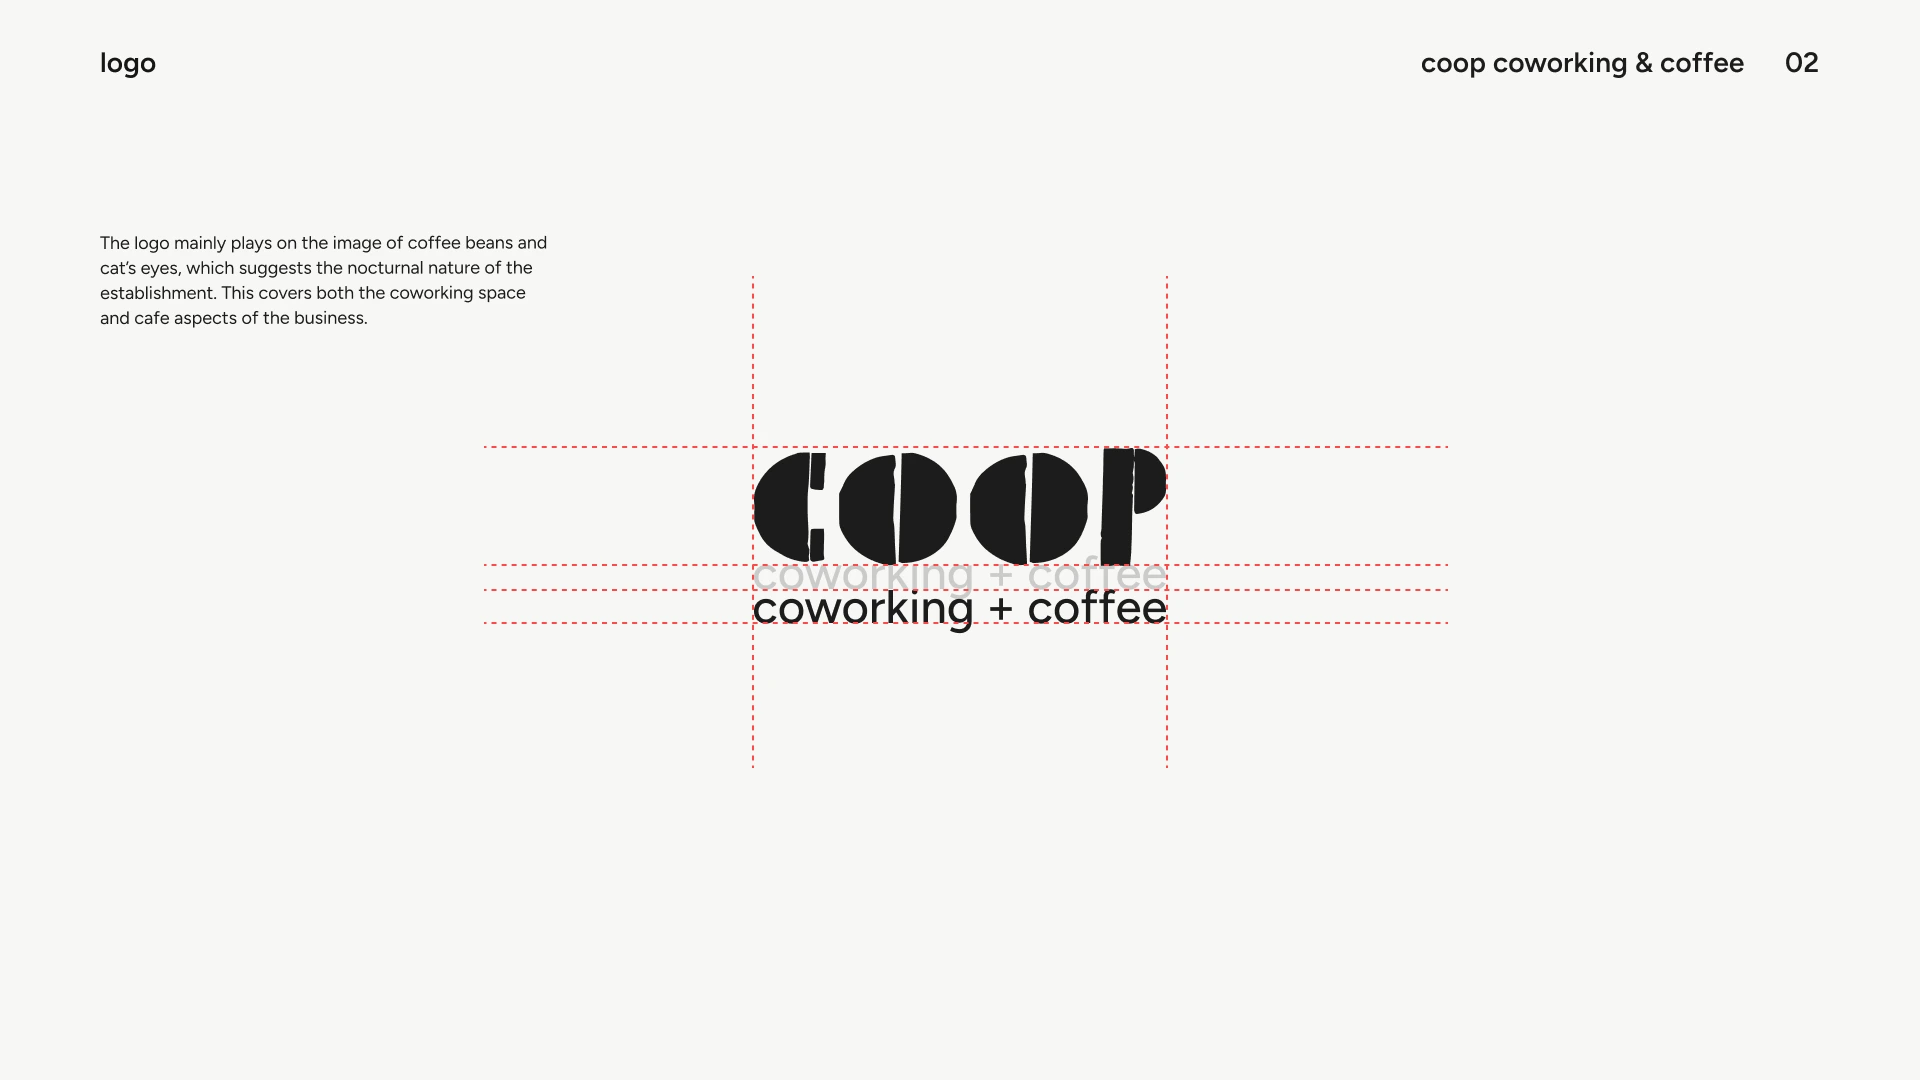 logo
coop coworking & coffee 02
The logo mainly plays on the image of coffee beans and
cat's eyes, which suggests the nocturnal nature of the
establishment. This covers both the coworking space
and cafe aspects of the business.
COOP
coworking + coffee
coworking + coffee